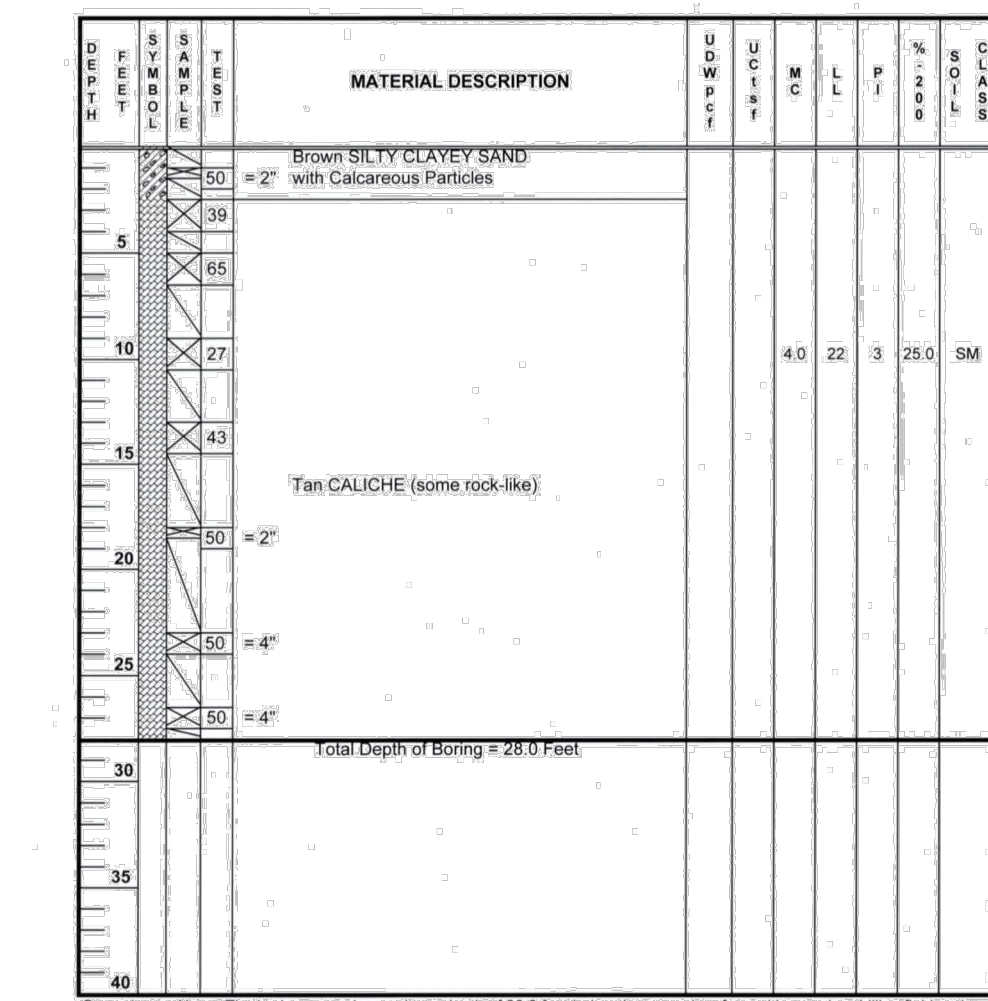 DEPTH FEET SYMBOL SAMPLE TEST MATERIAL DESCRIPTION UDW pcf UC tsf MC LL PI %-200 SOIL CLASS
Brown SILTY CLAYEY SAND
50 = 2" with Calcareous Particles
39
5
65
10 27 4.0 22 3 25.0 SM
43
15
Tan CALICHE (some rock-like)
50 = 2"
20
50 = 4"
25
50 = 4"
Total Depth of Boring = 28.0 Feet
30
35
40